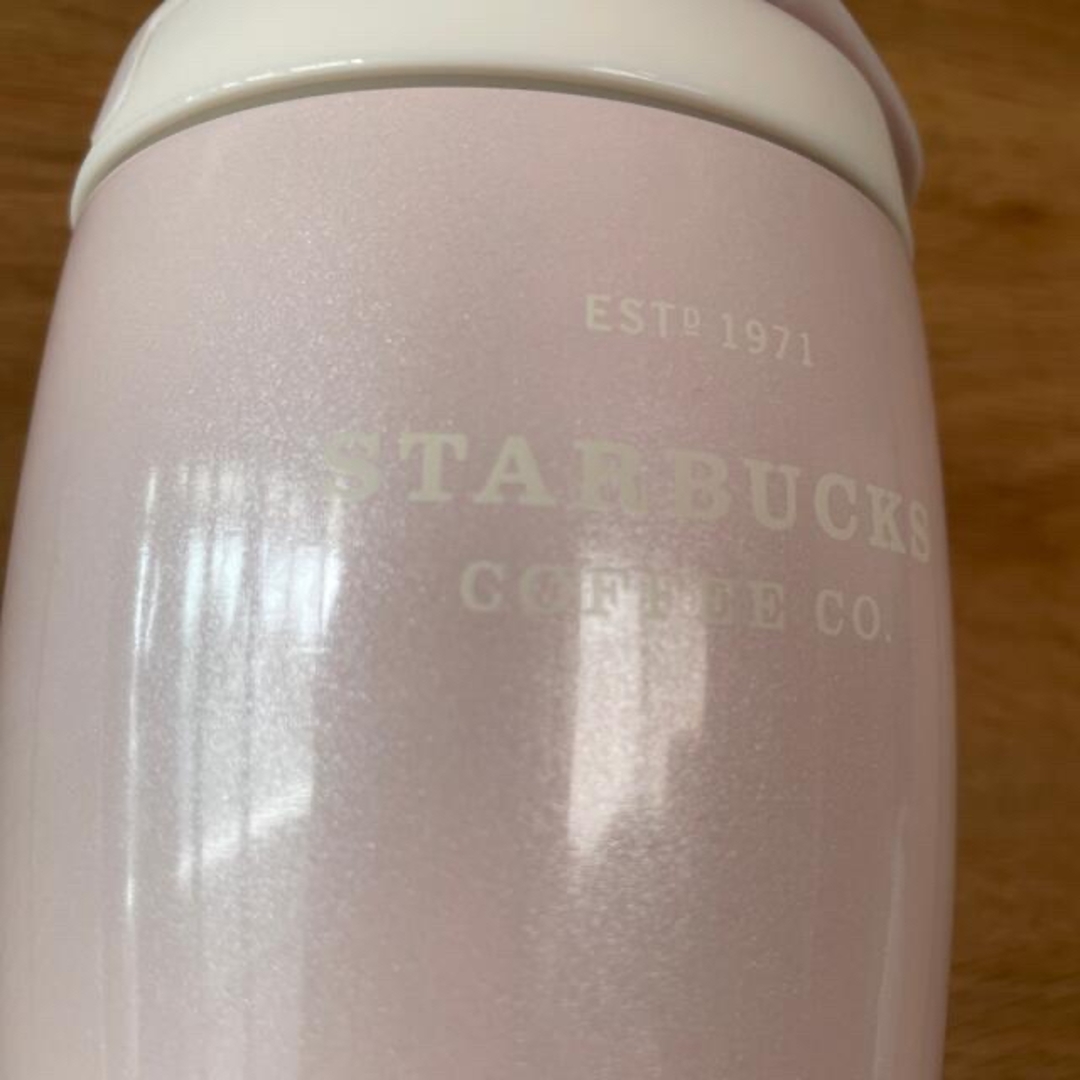 ESTᴰ 1971
STARBUCKS
COFFEE CO.